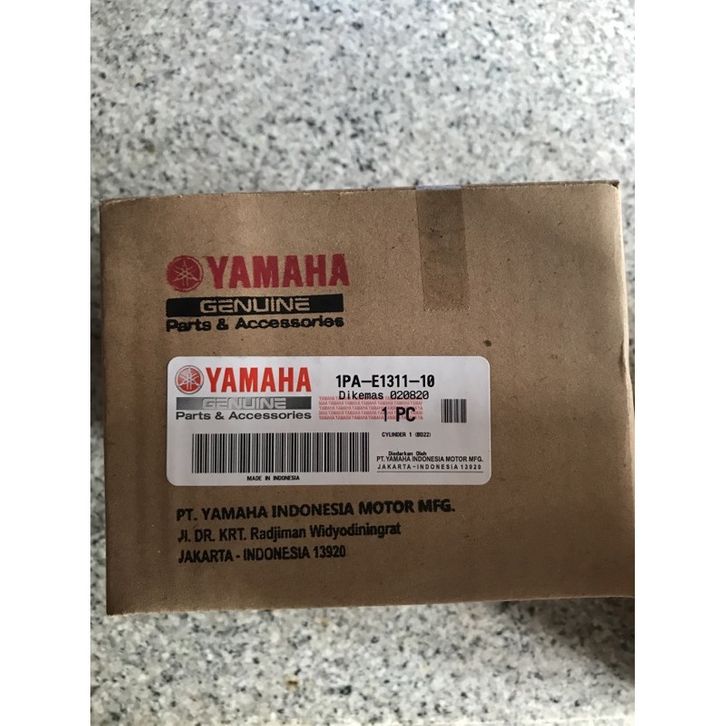 YAMAHA
GENUINE
Parts & Accessories
YAMAHA
GENUINE
Parts & Accessories
1PA-E1311-10
Dikemas 020820
1 PC
CYLINDER 1 (BD22)
MADE IN INDONESIA
Diedarkan Oleh
PT. YAMAHA INDONESIA MOTOR MFG.
JAKARTA - INDONESIA 13920
PT. YAMAHA INDONESIA MOTOR MFG.
Jl. DR. KRT. Radjiman Widyodiningrat
JAKARTA - INDONESIA 13920